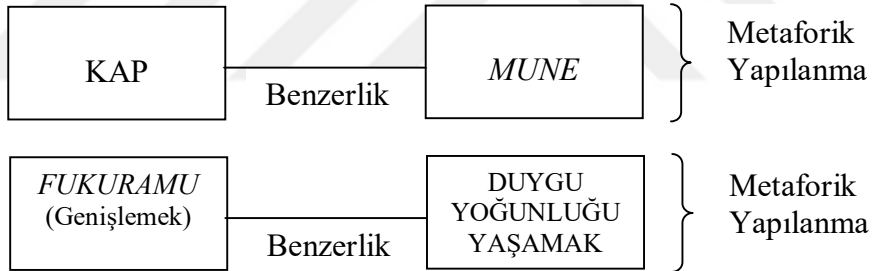 KAP
Benzerlik
MUNE
Metaforik
Yapılanma
FUKURAMU
(Genişlemek)
Benzerlik
DUYGU
YOĞUNLUĞU
YAŞAMAK
Metaforik
Yapılanma